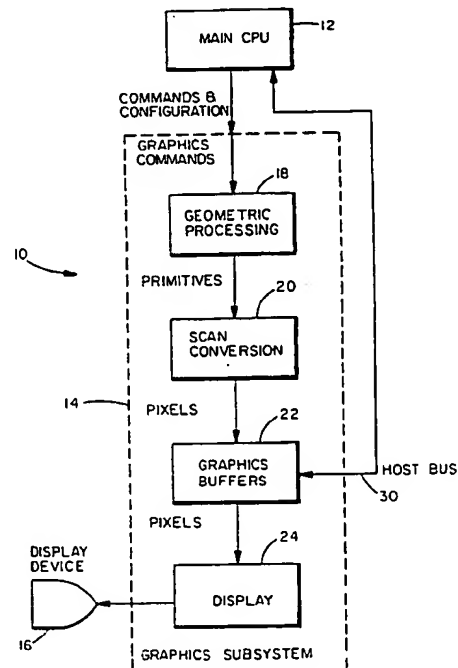 12
MAIN CPU
COMMANDS &
CONFIGURATION
GRAPHICS
COMMANDS
18
GEOMETRIC
PROCESSING
10
PRIMITIVES
20
SCAN
CONVERSION
14
PIXELS
22
GRAPHICS
BUFFERS
HOST BUS
30
PIXELS
24
DISPLAY
DEVICE
DISPLAY
16
GRAPHICS SUBSYSTEM